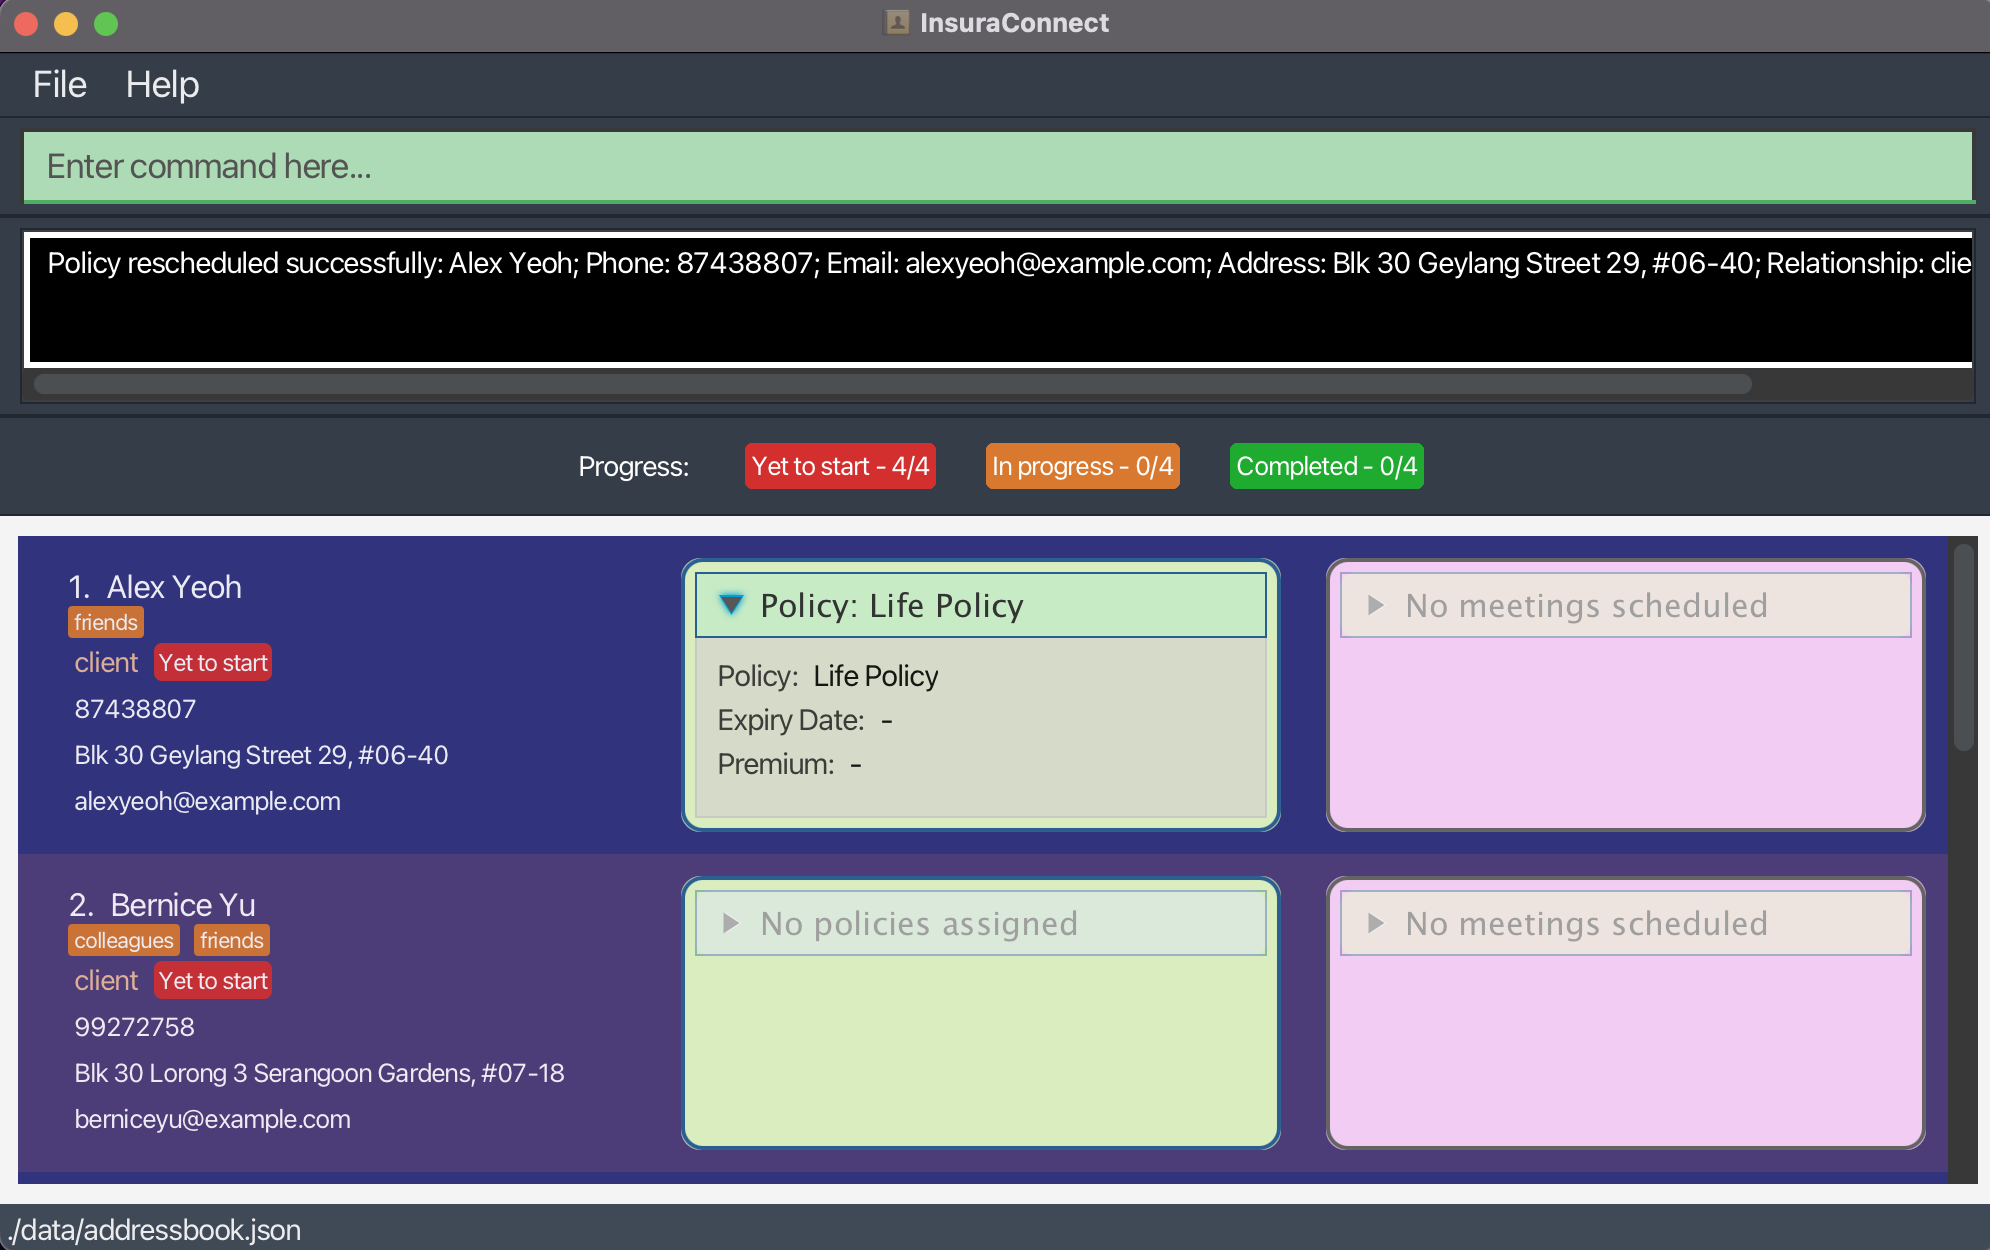 InsuraConnect
File Help
Enter command here...
Policy rescheduled successfully: Alex Yeoh; Phone: 87438807; Email: alexyeoh@example.com; Address: Blk 30 Geylang Street 29, #06-40; Relationship: clie
Progress: Yet to start - 4/4 In progress - 0/4 Completed - 0/4
1. Alex Yeoh
friends
client Yet to start
87438807
Blk 30 Geylang Street 29, #06-40
alexyeoh@example.com
Policy: Life Policy
Policy: Life Policy
Expiry Date: -
Premium: -
No meetings scheduled
2. Bernice Yu
colleagues friends
client Yet to start
99272758
Blk 30 Lorong 3 Serangoon Gardens, #07-18
berniceyu@example.com
No policies assigned
No meetings scheduled
./data/addressbook.json